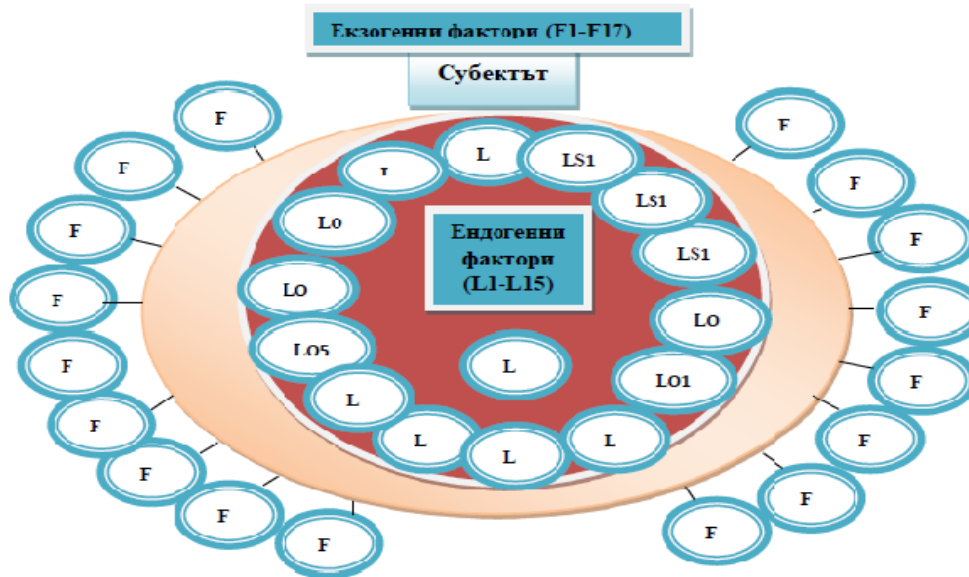 Екзогенни фактори (F1-F17)
Субектът
F
F
F
F
F
F
F
F
F
F
L
LS1
LS1
LS1
LO
LO1
L
L
L
L
LO5
LO
LO
L
Ендогенни
фактори
(L1-L15)
F
F
F
F
F
F
F
F